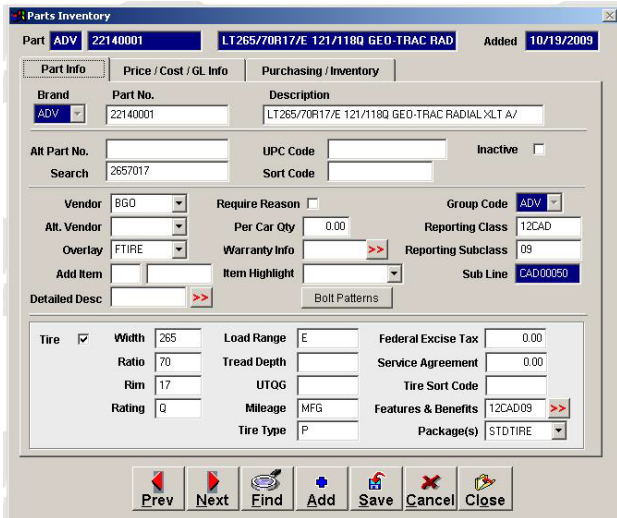 Parts Inventory
Part ADV 22140001 LT265/70R17/E 121/118Q GEO-TRAC RAD Added 10/19/2009
Part Info Price / Cost / GL Info Purchasing / Inventory
Brand Part No. Description
ADV 22140001 LT265/70R17/E 121/118Q GEO-TRAC RADIAL XLT A/
Alt Part No. UPC Code Inactive
Search 2657017 Sort Code
Vendor BGO Require Reason Group Code ADV
Alt. Vendor Per Car Qty 0.00 Reporting Class 12CAD
Overlay FTIRE Warranty Info >> Reporting Subclass 09
Add Item Item Highlight Sub Line CAD00050
Detailed Desc >> Bolt Patterns
Tire Width 265 Load Range E Federal Excise Tax 0.00
Ratio 70 Tread Depth Service Agreement 0.00
Rim 17 UTQG Tire Sort Code
Rating Q Mileage MFG Features & Benefits 12CAD09 >>
Tire Type P Package(s) STDTIRE
Prev Next Find Add Save Cancel Close